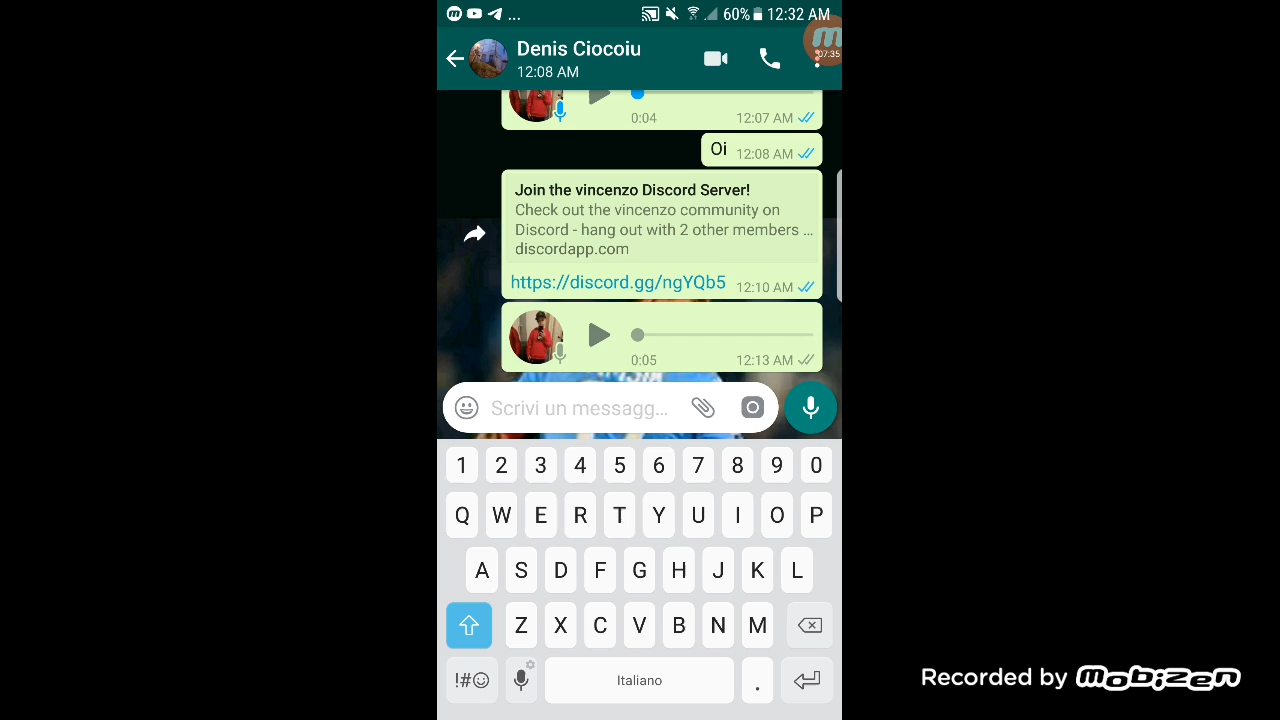 ... 60% 12:32 AM
Denis Ciocoiu
12:08 AM
07:35
0:04 12:07 AM
Oi 12:08 AM
Join the vincenzo Discord Server!
Check out the vincenzo community on
Discord - hang out with 2 other members ...
discordapp.com
https://discord.gg/ngYQb5 12:10 AM
0:05 12:13 AM
Scrivi un messagg...
1 2 3 4 5 6 7 8 9 0
Q W E R T Y U I O P
A S D F G H J K L
Z X C V B N M
!#☺ Italiano .
Recorded by mobizen